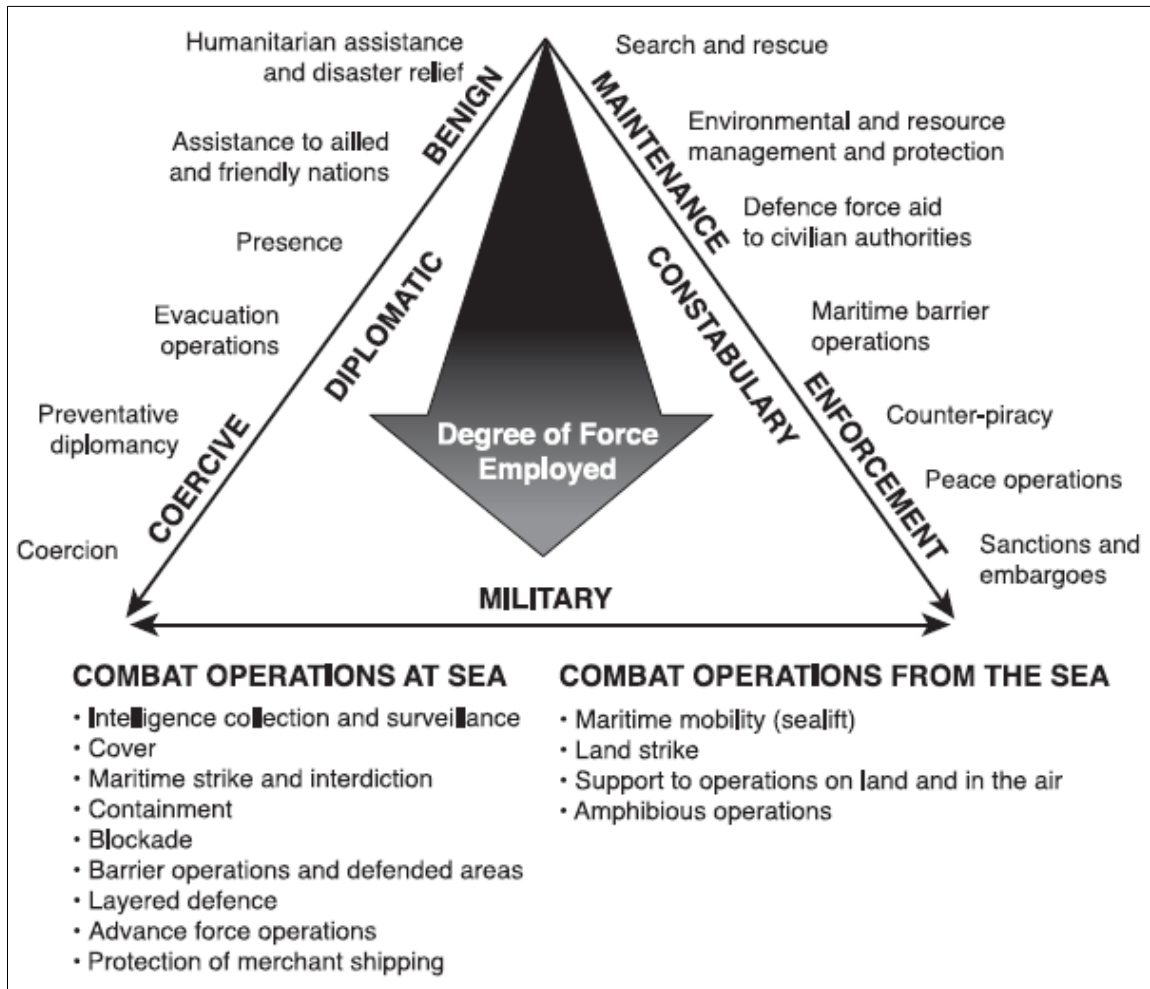 Humanitarian assistance
and disaster relief
Search and rescue
BENIGN
MAINTENANCE
Assistance to ailled
and friendly nations
Environmental and resource
management and protection
Presence
Defence force aid
to civilian authorities
DIPLOMATIC
CONSTABULARY
Evacuation
operations
Maritime barrier
operations
Preventative
diplomancy
COERCIVE
Degree of Force
Employed
ENFORCEMENT
Counter-piracy
Peace operations
Coercion
Sanctions and
embargoes
MILITARY
COMBAT OPERATIONS AT SEA
• Intelligence collection and surveillance
• Cover
• Maritime strike and interdiction
• Containment
• Blockade
• Barrier operations and defended areas
• Layered defence
• Advance force operations
• Protection of merchant shipping
COMBAT OPERATIONS FROM THE SEA
• Maritime mobility (sealift)
• Land strike
• Support to operations on land and in the air
• Amphibious operations